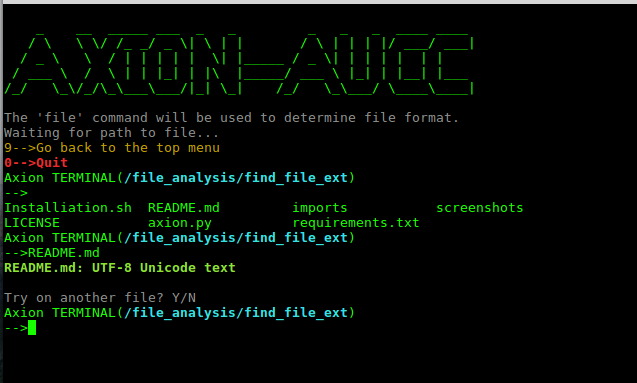 AXION-AUCC
The 'file' command will be used to determine file format.
Waiting for path to file...
9-->Go back to the top menu
0-->Quit
Axion TERMINAL(/file_analysis/find_file_ext)
-->
Installiation.sh README.md imports screenshots
LICENSE axion.py requirements.txt
Axion TERMINAL(/file_analysis/find_file_ext)
-->README.md
README.md: UTF-8 Unicode text
Try on another file? Y/N
Axion TERMINAL(/file_analysis/find_file_ext)
-->